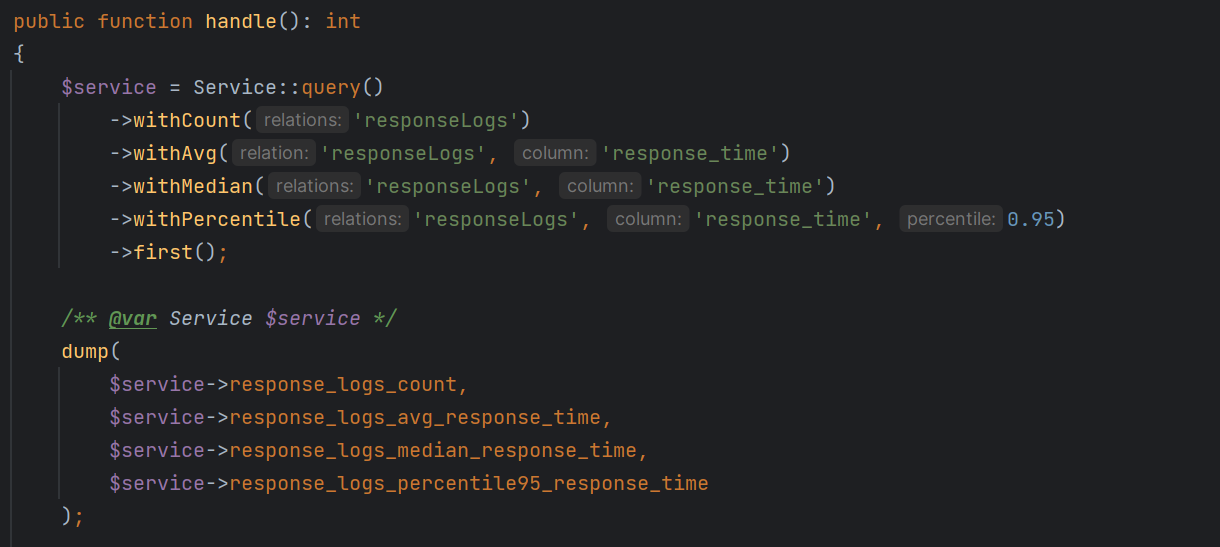 public function handle(): int
{
$service = Service::query()
->withCount( relations: 'responseLogs')
->withAvg( relation: 'responseLogs', column: 'response_time')
->withMedian( relations: 'responseLogs', column: 'response_time')
->withPercentile( relations: 'responseLogs', column: 'response_time', percentile: 0.95)
->first();
/** @var Service $service */
dump(
$service->response_logs_count,
$service->response_logs_avg_response_time,
$service->response_logs_median_response_time,
$service->response_logs_percentile95_response_time
);